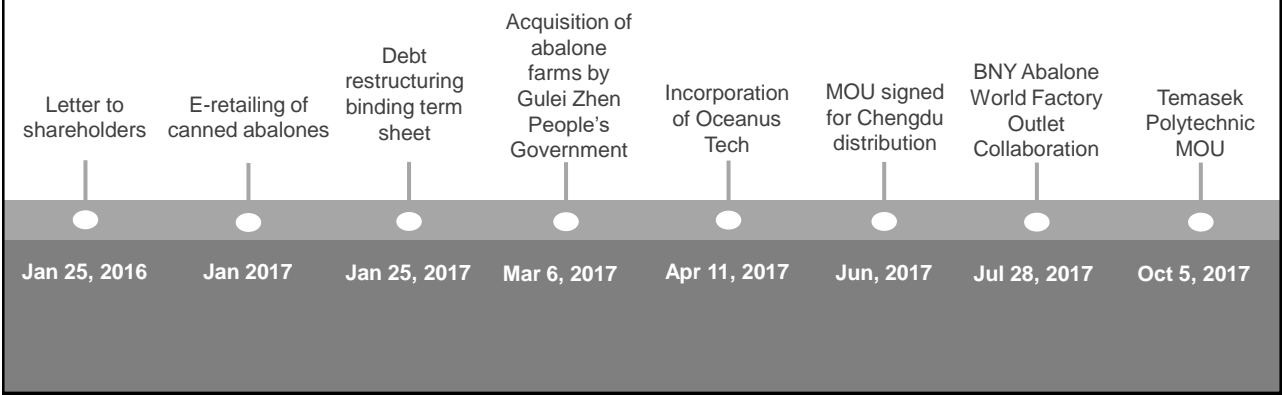 Letter to
shareholders
E-retailing of
canned abalones
Debt
restructuring
binding term
sheet
Acquisition of
abalone
farms by
Gulei Zhen
People's
Government
Incorporation
of Oceanus
Tech
MOU signed
for Chengdu
distribution
BNY Abalone
World Factory
Outlet
Collaboration
Temasek
Polytechnic
MOU
Jan 25, 2016
Jan 2017
Jan 25, 2017
Mar 6, 2017
Apr 11, 2017
Jun, 2017
Jul 28, 2017
Oct 5, 2017